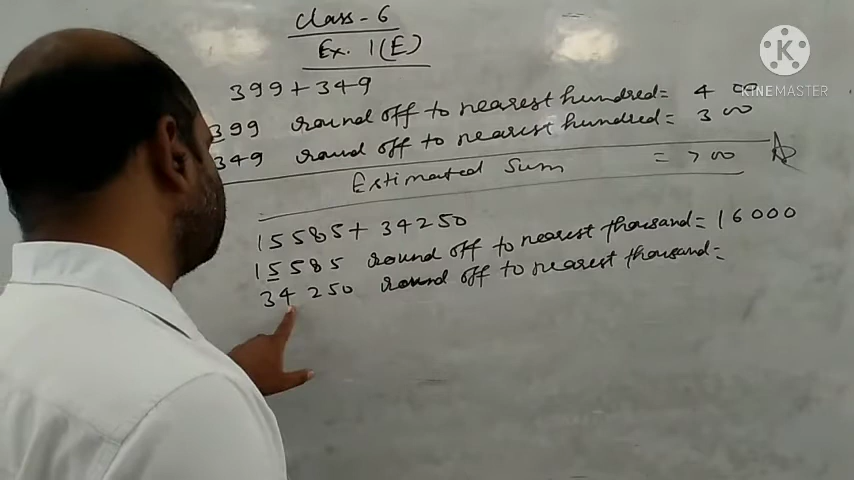 Class - 6
Ex. 1(E)
399 + 349
399 round off to nearest hundred = 400
349 round off to nearest hundred = 300
Estimated Sum = 700
15585 + 34250
15585 round off to nearest thousand = 16000
34250 round off to nearest thousand =
K
KINEMASTER